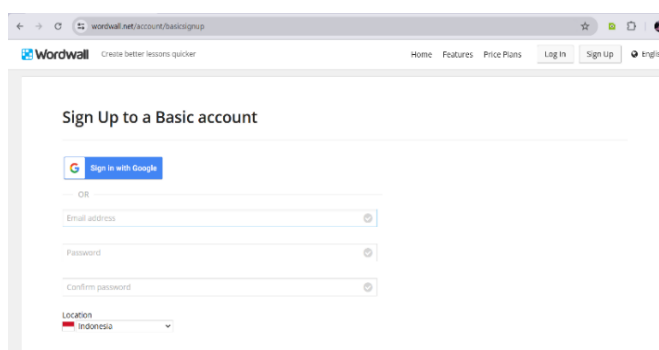 wordwall.net/account/basicsignup
Wordwall Create better lessons quicker Home Features Price Plans Log In Sign Up
Sign Up to a Basic account
G Sign in with Google
OR
Email address
Password
Confirm password
Location
Indonesia